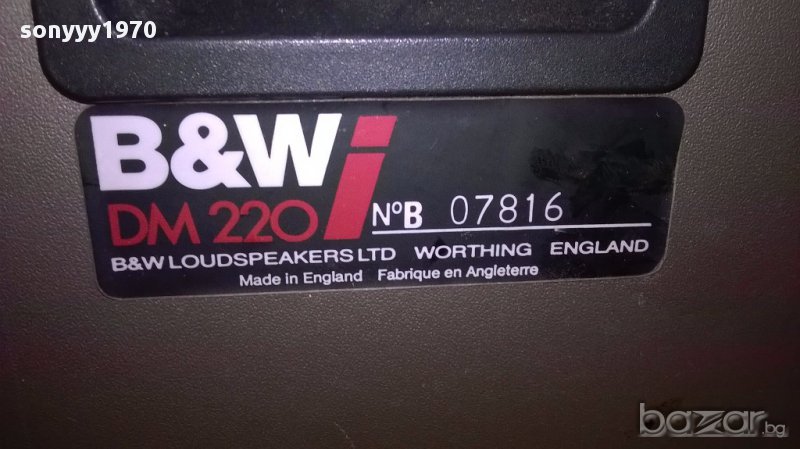 sonyyy1970
B&W i
DM 220 NºB 07816
B&W LOUDSPEAKERS LTD WORTHING ENGLAND
Made in England Fabrique en Angleterre
bazar.bg